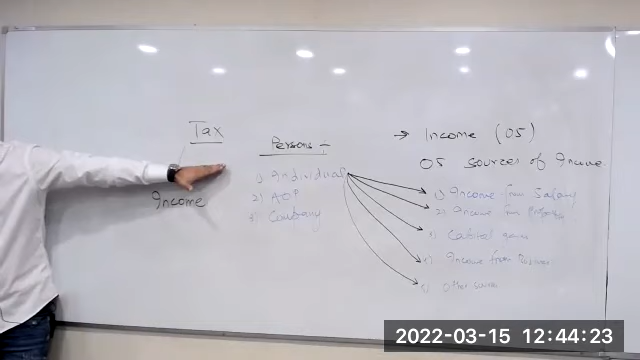 Tax
Income
Persons :-
1) Individual
2) AOP
3) Company
→ Income (05)
05 sources of Income
1) Income from Salary
2) Income from Property
3) Capital gains
4) Income from Business
5) Other sources
2022-03-15 12:44:23